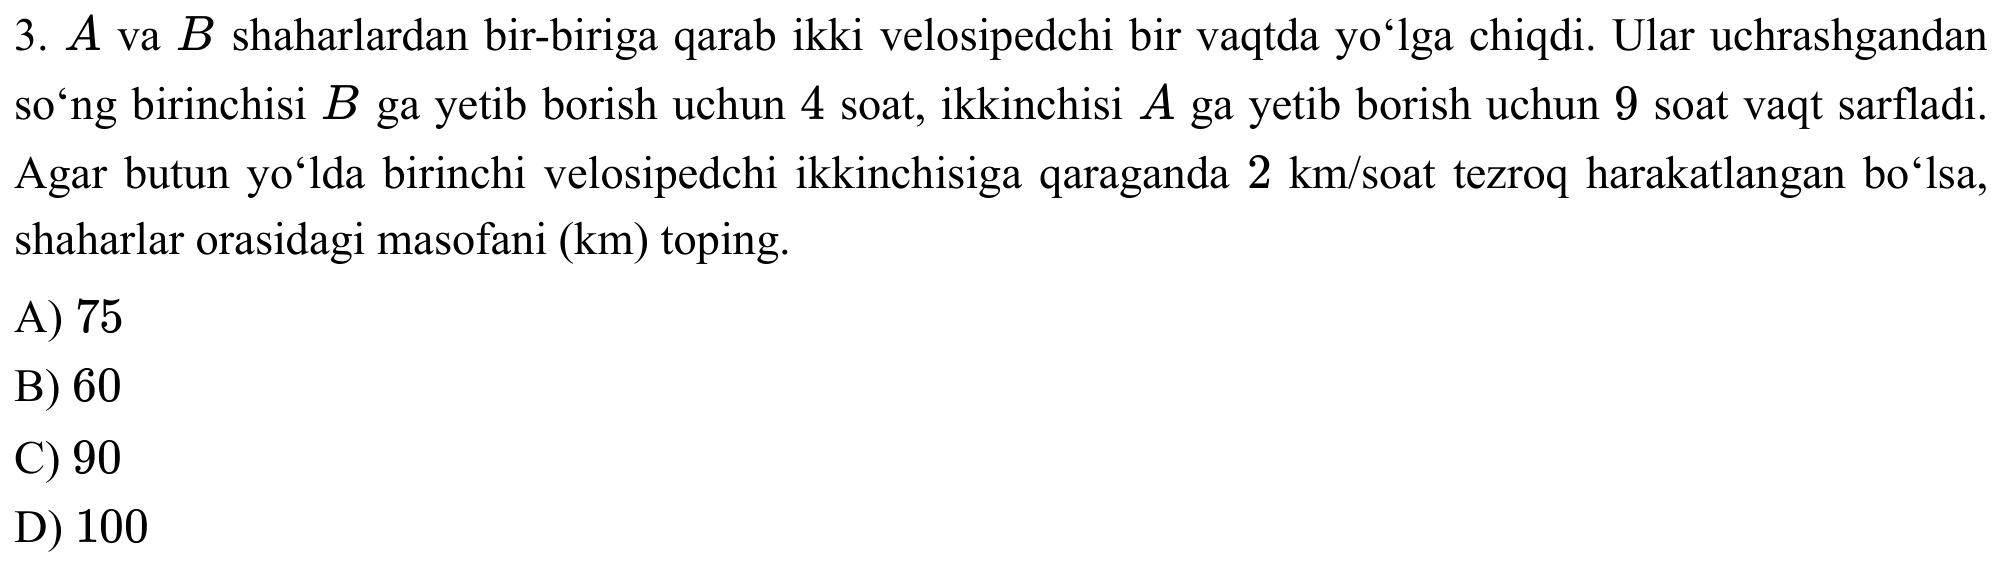 3. A va B shaharlardan bir-biriga qarab ikki velosipedchi bir vaqtda yo‘lga chiqdi. Ular uchrashgandan
so‘ng birinchisi B ga yetib borish uchun 4 soat, ikkinchisi A ga yetib borish uchun 9 soat vaqt sarfladi.
Agar butun yo‘lda birinchi velosipedchi ikkinchisiga qaraganda 2 km/soat tezroq harakatlangan bo‘lsa,
shaharlar orasidagi masofani (km) toping.
A) 75
B) 60
C) 90
D) 100